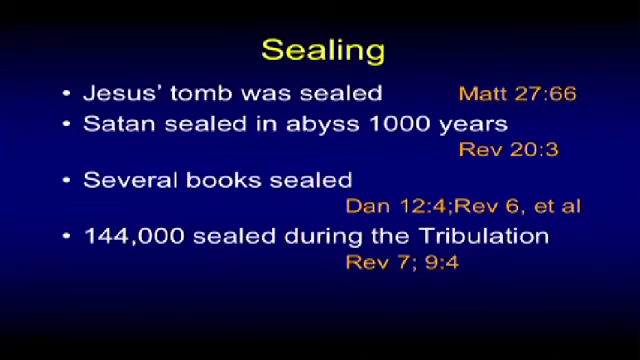 Sealing
• Jesus' tomb was sealed Matt 27:66
• Satan sealed in abyss 1000 years
Rev 20:3
• Several books sealed
Dan 12:4;Rev 6, et al
• 144,000 sealed during the Tribulation
Rev 7; 9:4